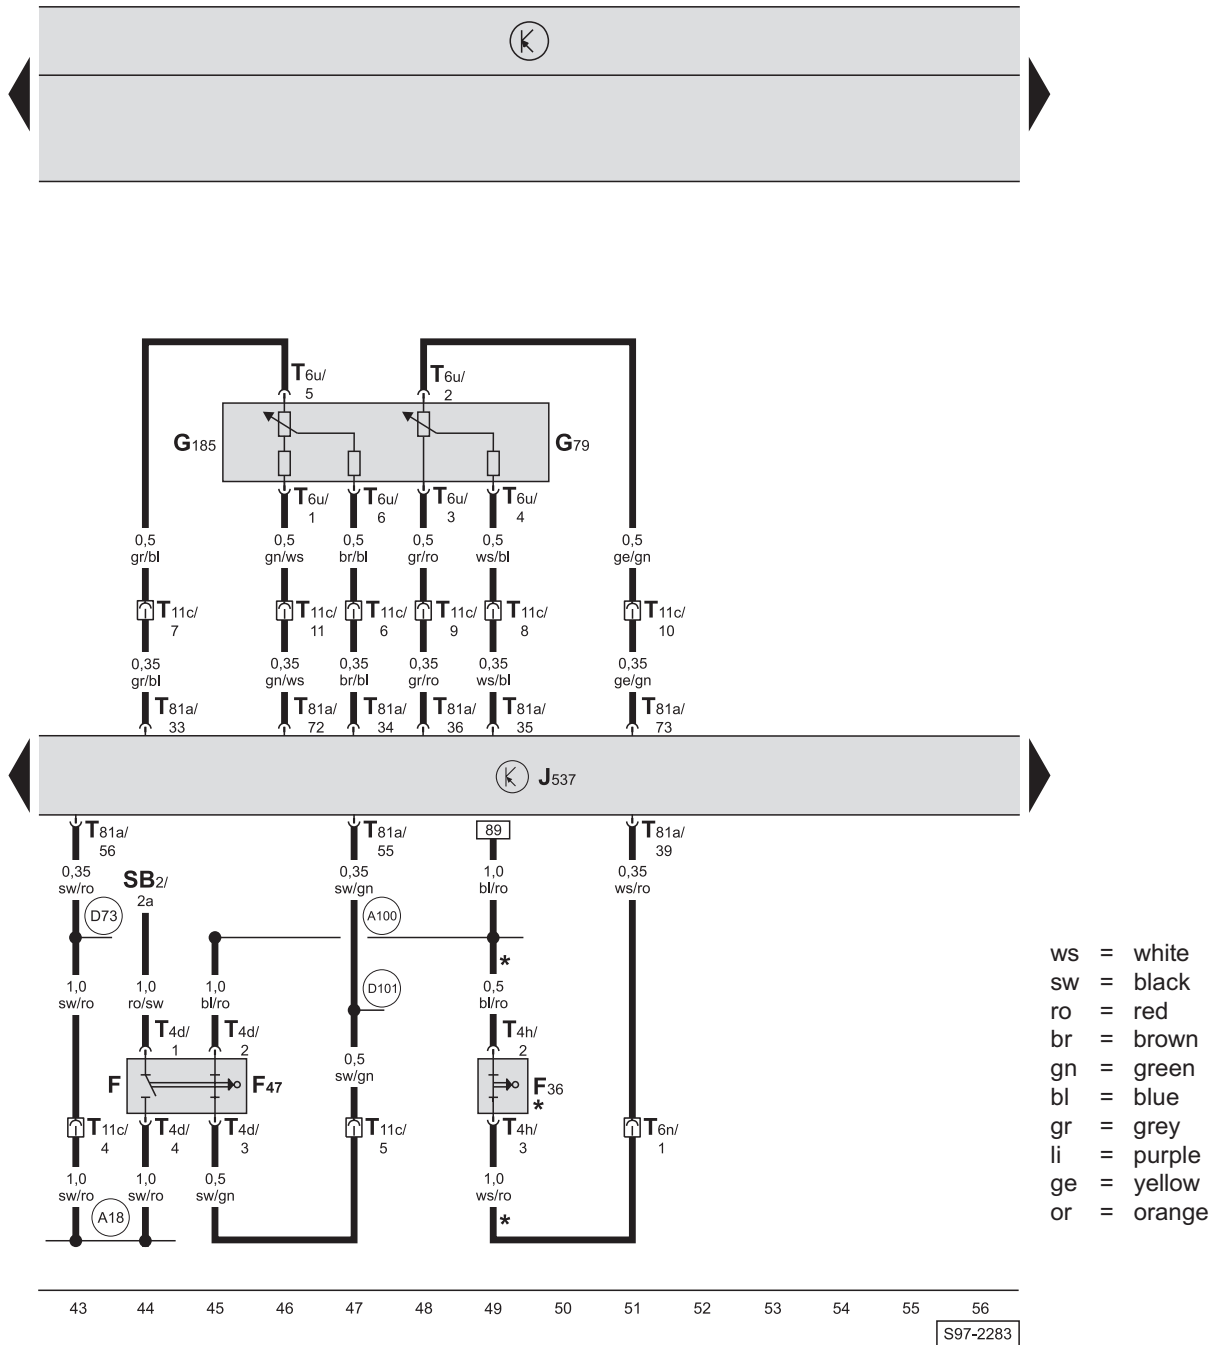 T6u/ T6u/
5 2
G185 G79
T6u/ T6u/ T6u/ T6u/
1 6 3 4
0,5 0,5 0,5 0,5 0,5 0,5
gr/bl gn/ws br/bl gr/ro ws/bl ge/gn
T11c/ T11c/ T11c/ T11c/ T11c/ T11c/
7 11 6 9 8 10
0,35 0,35 0,35 0,35 0,35 0,35
gr/bl gn/ws br/bl gr/ro ws/bl ge/gn
T81a/ T81a/ T81a/ T81a/ T81a/ T81a/
33 72 34 36 35 73
J537
T81a/ T81a/ 89 T81a/
56 55 39
0,35 SB2/ 0,35 1,0 0,35
sw/ro 2a sw/gn bl/ro ws/ro
D73 A100
*
1,0 1,0 1,0 D101 0,5
sw/ro ro/sw bl/ro bl/ro
T4d/ T4d/ T4h/
1 2 2
0,5
sw/gn
F F47 F36
*
T11c/ T4d/ T4d/ T11c/ T4h/ T6n/
4 4 3 5 3 1
1,0 1,0 0,5 1,0
sw/ro sw/ro sw/gn ws/ro
A18 *
ws = white
sw = black
ro = red
br = brown
gn = green
bl = blue
gr = grey
li = purple
ge = yellow
or = orange
43 44 45 46 47 48 49 50 51 52 53 54 55 56
S97-2283